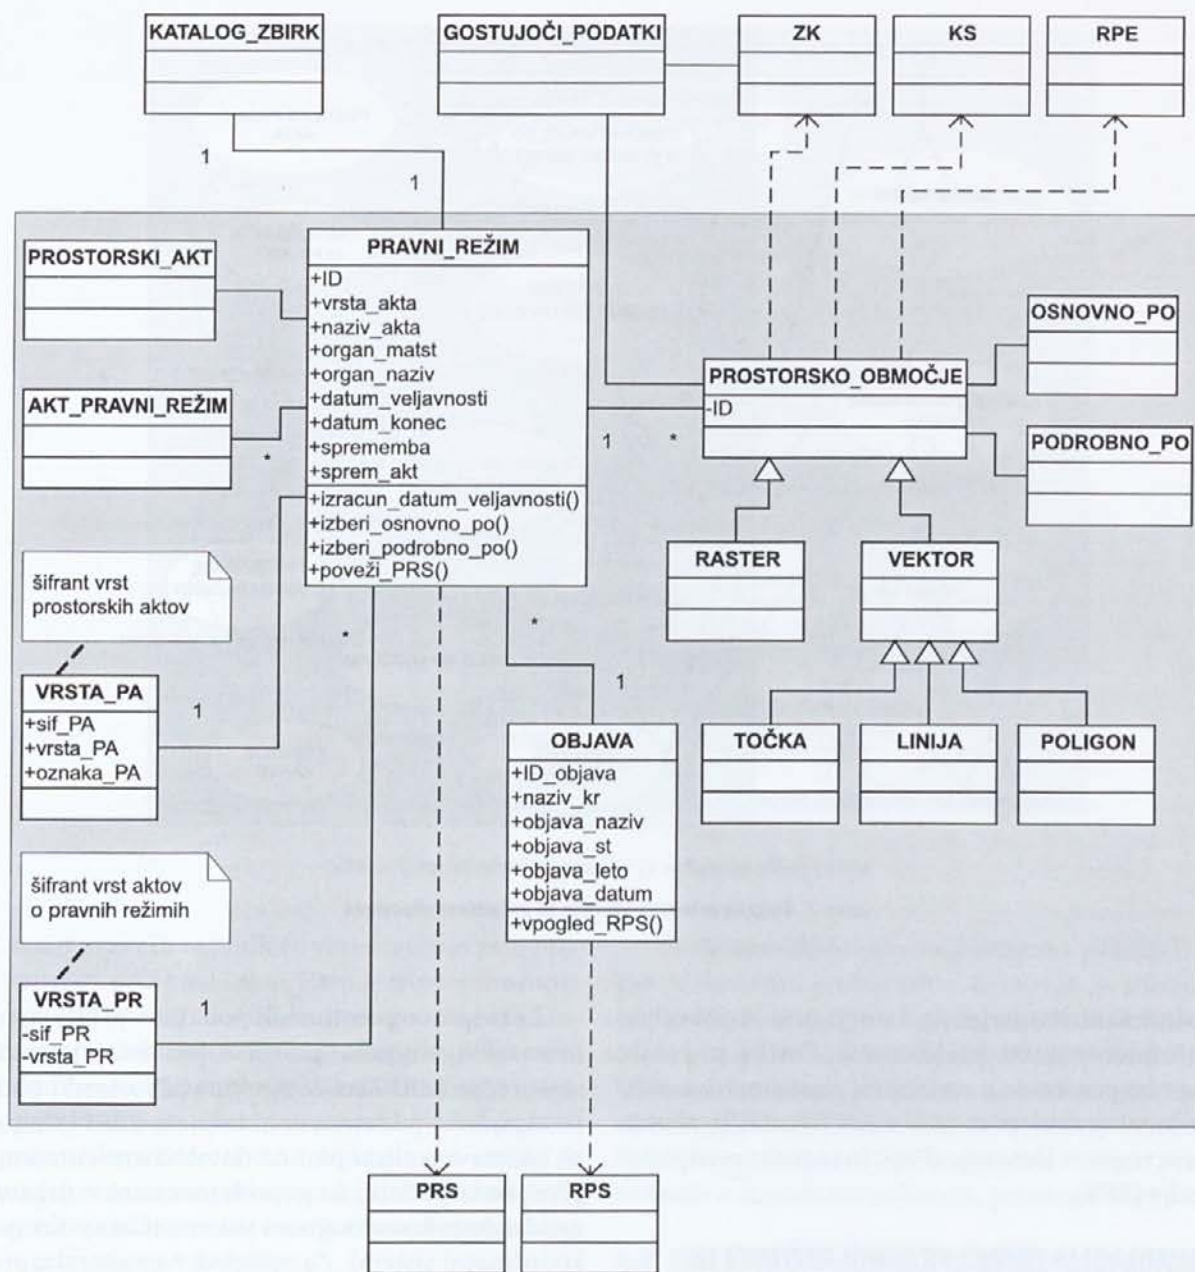 KATALOG_ZBIRK
GOSTUJOČI_PODATKI
ZK
KS
RPE
1
1
PROSTORSKI_AKT
PRAVNI_REŽIM
+ID
+vrsta_akta
+naziv_akta
+organ_matst
+organ_naziv
+datum_veljavnosti
+datum_konec
+sprememba
+sprem_akt
+izracun_datum_veljavnosti()
+izberi_osnovno_po()
+izberi_podrobno_po()
+poveži_PRS()
AKT_PRAVNI_REŽIM
*
OSNOVNO_PO
PROSTORSKO_OBMOČJE
-ID
1
*
PODROBNO_PO
RASTER
VEKTOR
šifrant vrst
prostorskih aktov
*
*
VRSTA_PA
+sif_PA
+vrsta_PA
+oznaka_PA
1
1
OBJAVA
+ID_objava
+naziv_kr
+objava_naziv
+objava_st
+objava_leto
+objava_datum
+vpogled_RPS()
TOČKA
LINIJA
POLIGON
šifrant vrst aktov
o pravnih režimih
VRSTA_PR
-sif_PR
-vrsta_PR
1
PRS
RPS